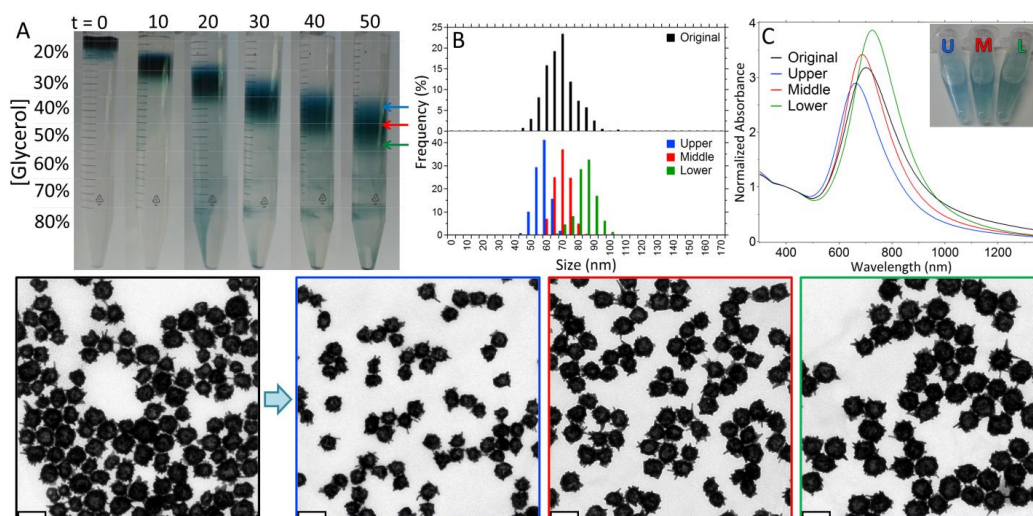 A
t = 0 10 20 30 40 50
[Glycerol]
20%
30%
40%
50%
60%
70%
80%
B
Original
Frequency (%)
25
20
15
10
5
0
Upper
Middle
Lower
40
30
20
10
0
0 10 20 30 40 50 60 70 80 90 100 110 120 130 140 150 160 170
Size (nm)
C
Normalized Absorbance
4
3
2
1
0
Original
Upper
Middle
Lower
U M L
400 600 800 1000 1200
Wavelength (nm)